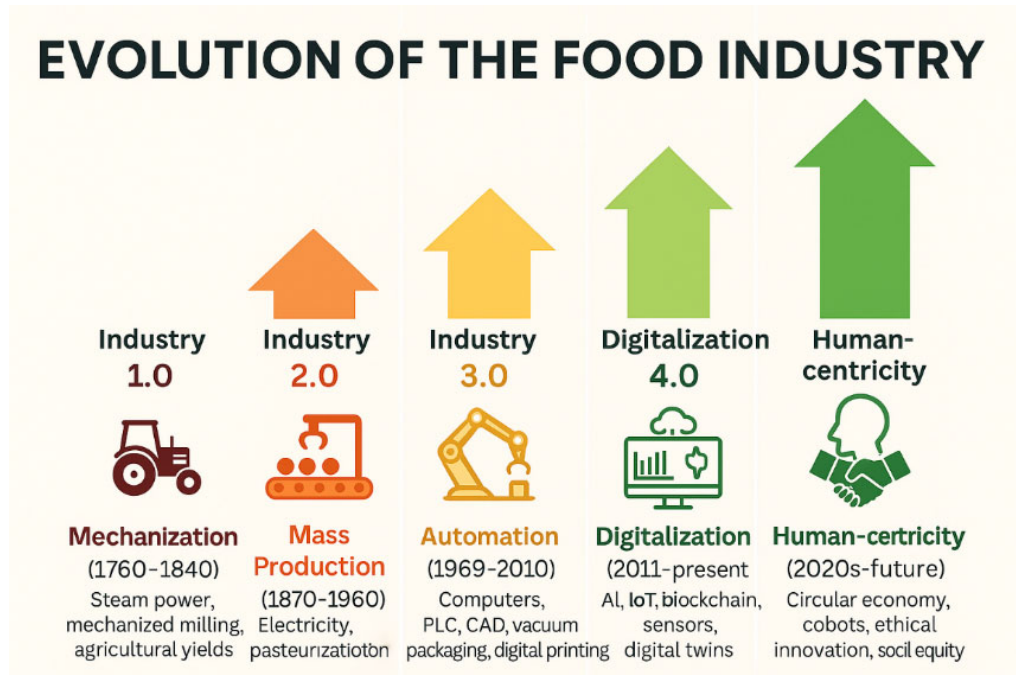 EVOLUTION OF THE FOOD INDUSTRY
Industry
1.0
Mechanization
(1760-1840)
Steam power,
mechanized milling,
agricultural yields
Industry
2.0
Mass
Production
(1870-1960)
Electricity,
pasteurizatiotbn
Industry
3.0
Automation
(1969-2010)
Computers,
PLC, CAD, vacuum
packaging, digital printing
Digitalization
4.0
Digitalization
(2011-present
AI, IoT, biockchain,
sensors,
digital twins
Human-
centricity
Human-certricity
(2020s-future)
Circular economy,
cobots, ethical
innovation, socil equity